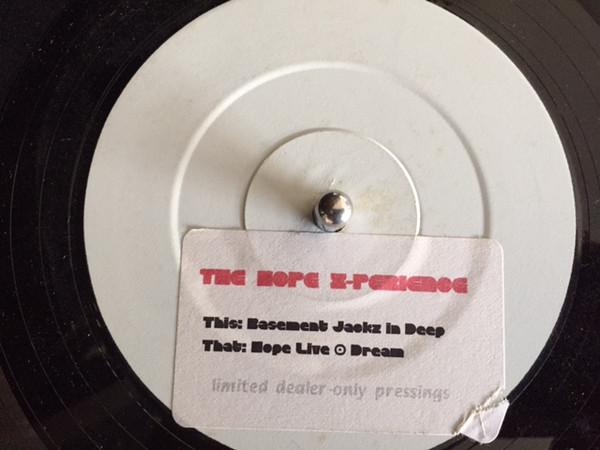 THE HOPE X-PERIENCE
This: Basement Jackz in Deep
That: Hope Live @ Dream
limited dealer-only pressings